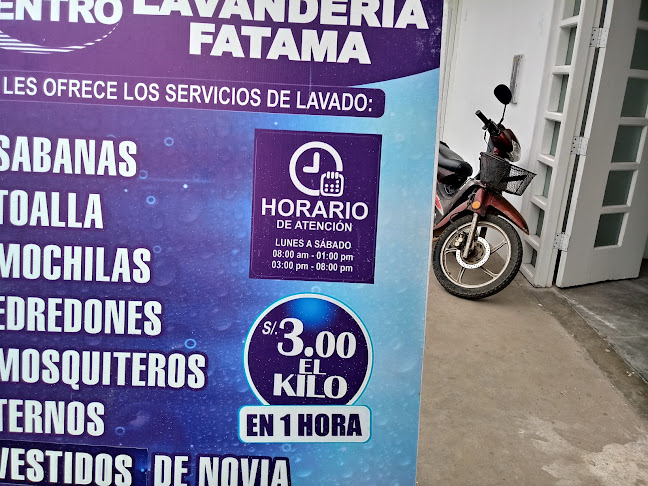 ENTRO
LAVANDERIA
FATAMA
LES OFRECE LOS SERVICIOS DE LAVADO:
SABANAS
TOALLA
MOCHILAS
EDREDONES
MOSQUITEROS
TERNOS
VESTIDOS DE NOVIA
HORARIO
DE ATENCIÓN
LUNES A SÁBADO
08:00 am - 01:00 pm
03:00 pm - 08:00 pm
S/. 3.00
EL
KILO
EN 1 HORA